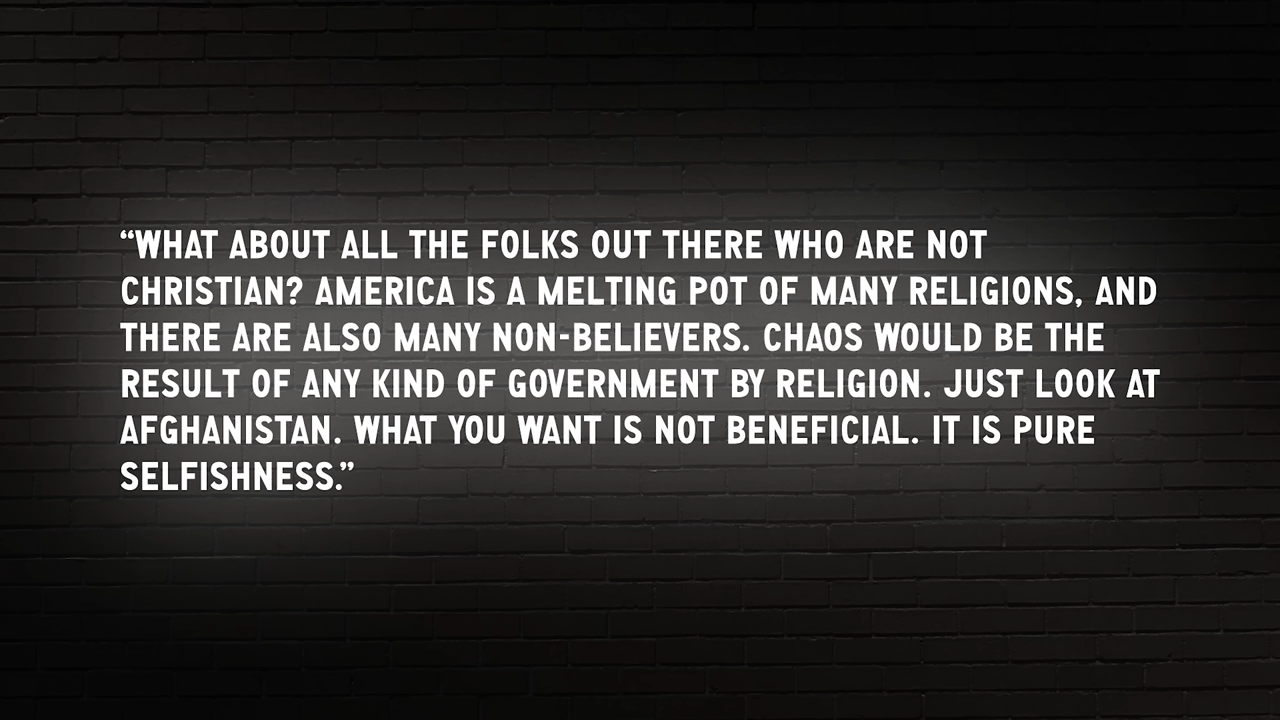 “WHAT ABOUT ALL THE FOLKS OUT THERE WHO ARE NOT
CHRISTIAN? AMERICA IS A MELTING POT OF MANY RELIGIONS, AND
THERE ARE ALSO MANY NON-BELIEVERS. CHAOS WOULD BE THE
RESULT OF ANY KIND OF GOVERNMENT BY RELIGION. JUST LOOK AT
AFGHANISTAN. WHAT YOU WANT IS NOT BENEFICIAL. IT IS PURE
SELFISHNESS.”